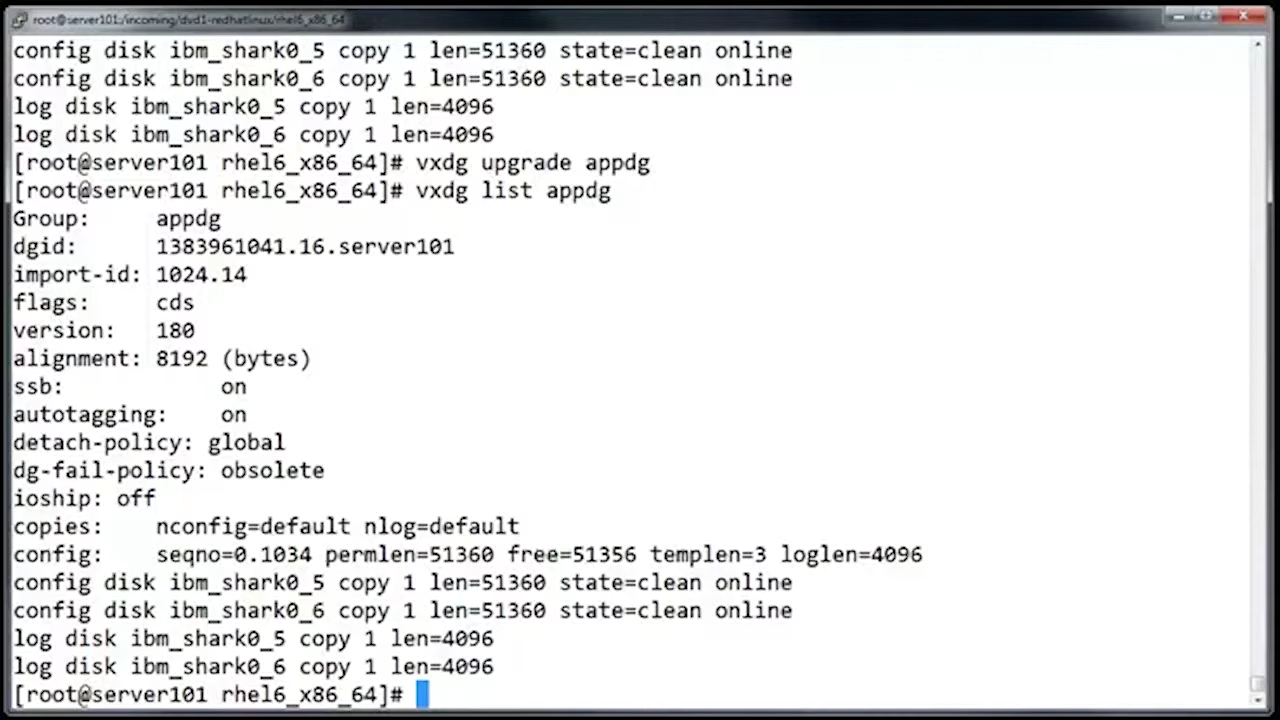 root@server101:/incoming/dvd1-redhatlinux/rhel6_x86_64
config disk ibm_shark0_5 copy 1 len=51360 state=clean online
config disk ibm_shark0_6 copy 1 len=51360 state=clean online
log disk ibm_shark0_5 copy 1 len=4096
log disk ibm_shark0_6 copy 1 len=4096
[root@server101 rhel6_x86_64]# vxdg upgrade appdg
[root@server101 rhel6_x86_64]# vxdg list appdg
Group:     appdg
dgid:      1383961041.16.server101
import-id: 1024.14
flags:     cds
version:   180
alignment: 8192 (bytes)
ssb:            on
autotagging:    on
detach-policy: global
dg-fail-policy: obsolete
ioship: off
copies:    nconfig=default nlog=default
config:    seqno=0.1034 permlen=51360 free=51356 templen=3 loglen=4096
config disk ibm_shark0_5 copy 1 len=51360 state=clean online
config disk ibm_shark0_6 copy 1 len=51360 state=clean online
log disk ibm_shark0_5 copy 1 len=4096
log disk ibm_shark0_6 copy 1 len=4096
[root@server101 rhel6_x86_64]#